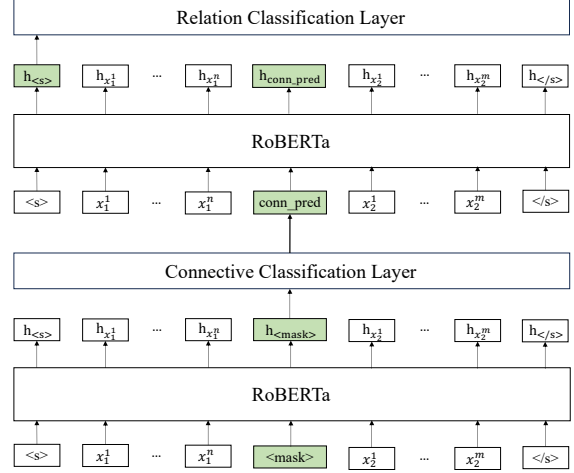 Relation Classification Layer
h<s> h𝑥₁¹ ... h𝑥₁ⁿ hconn_pred h𝑥₂¹ ... h𝑥₂ᵐ h</s>
RoBERTa
<s> 𝑥₁¹ ... 𝑥₁ⁿ conn_pred 𝑥₂¹ ... 𝑥₂ᵐ </s>
Connective Classification Layer
h<s> h𝑥₁¹ ... h𝑥₁ⁿ h<mask> h𝑥₂¹ ... h𝑥₂ᵐ h</s>
RoBERTa
<s> 𝑥₁¹ ... 𝑥₁ⁿ <mask> 𝑥₂¹ ... 𝑥₂ᵐ </s>